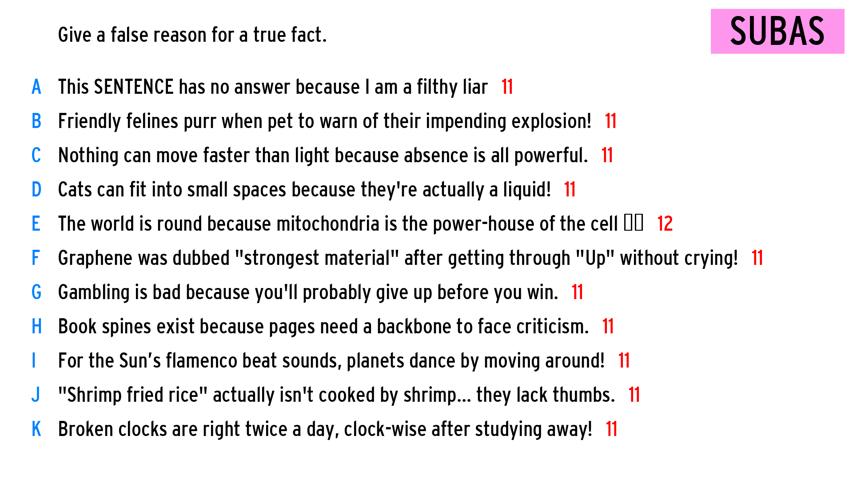 Give a false reason for a true fact.
SUBAS
A This SENTENCE has no answer because I am a filthy liar 11
B Friendly felines purr when pet to warn of their impending explosion! 11
C Nothing can move faster than light because absence is all powerful. 11
D Cats can fit into small spaces because they're actually a liquid! 11
E The world is round because mitochondria is the power-house of the cell 12
F Graphene was dubbed "strongest material" after getting through "Up" without crying! 11
G Gambling is bad because you'll probably give up before you win. 11
H Book spines exist because pages need a backbone to face criticism. 11
I For the Sun’s flamenco beat sounds, planets dance by moving around! 11
J "Shrimp fried rice" actually isn't cooked by shrimp... they lack thumbs. 11
K Broken clocks are right twice a day, clock-wise after studying away! 11